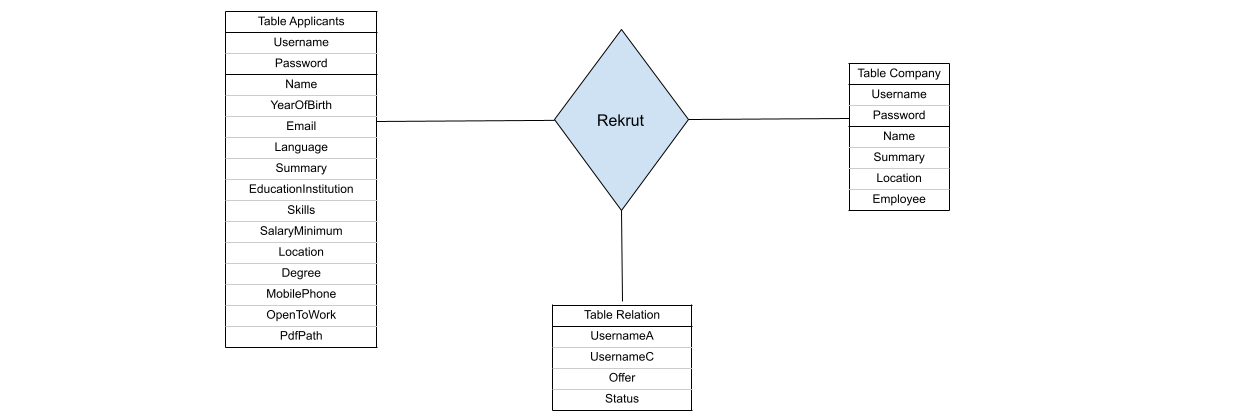 Table Applicants
Username
Password
Name
YearOfBirth
Email
Language
Summary
EducationInstitution
Skills
SalaryMinimum
Location
Degree
MobilePhone
OpenToWork
PdfPath
Rekrut
Table Company
Username
Password
Name
Summary
Location
Employee
Table Relation
UsernameA
UsernameC
Offer
Status